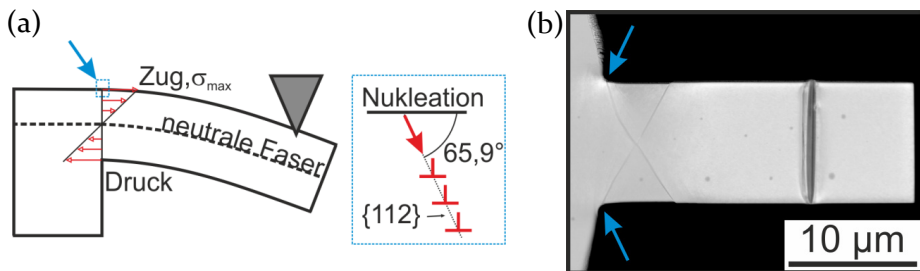 (a)
Zug,σmax
neutrale Faser
Druck
Nukleation
65,9°
{112}
(b)
10 µm